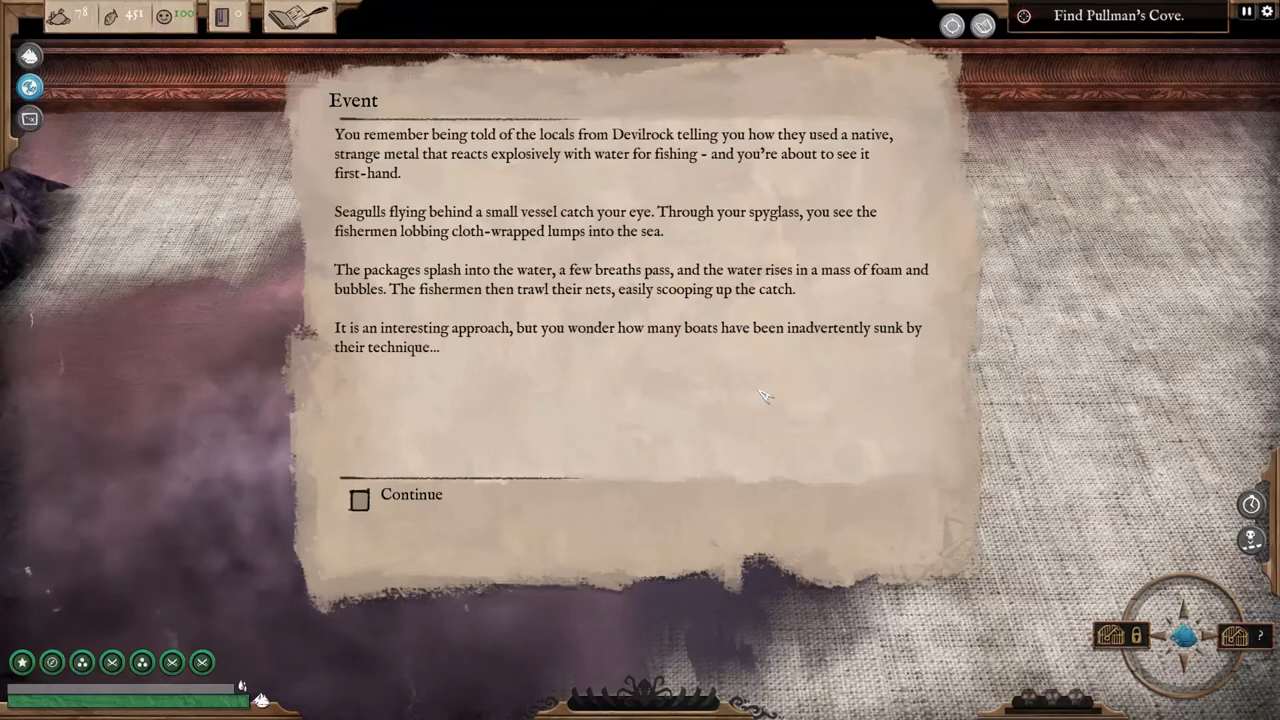 78 451 100 0
Find Pullman's Cove.
Event
You remember being told of the locals from Devilrock telling you how they used a native,
strange metal that reacts explosively with water for fishing - and you're about to see it
first-hand.
Seagulls flying behind a small vessel catch your eye. Through your spyglass, you see the
fishermen lobbing cloth-wrapped lumps into the sea.
The packages splash into the water, a few breaths pass, and the water rises in a mass of foam and
bubbles. The fishermen then trawl their nets, easily scooping up the catch.
It is an interesting approach, but you wonder how many boats have been inadvertently sunk by
their technique...
Continue
?